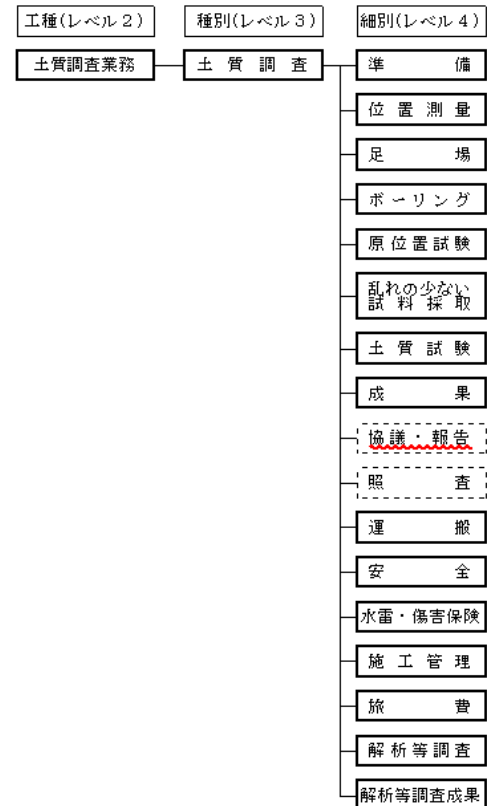 工種(レベル2) 種別(レベル3) 細別(レベル4)
土質調査業務 土質調査 準備
位置測量
足場
ボーリング
原位置試験
乱れの少ない
試料採取
土質試験
成果
協議・報告
照査
運搬
安全
水雷・傷害保険
施工管理
旅費
解析等調査
解析等調査成果